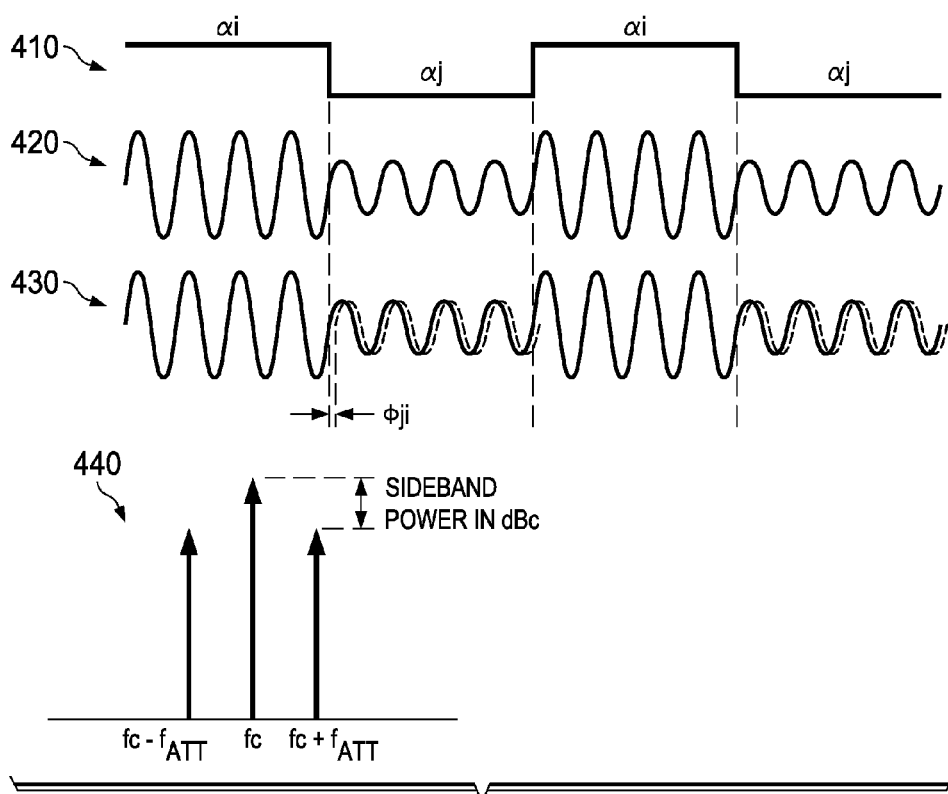 αi αi
410
αj αj
420
430
Φji
440
SIDEBAND
POWER IN dBc
fc - fATT fc fc + fATT